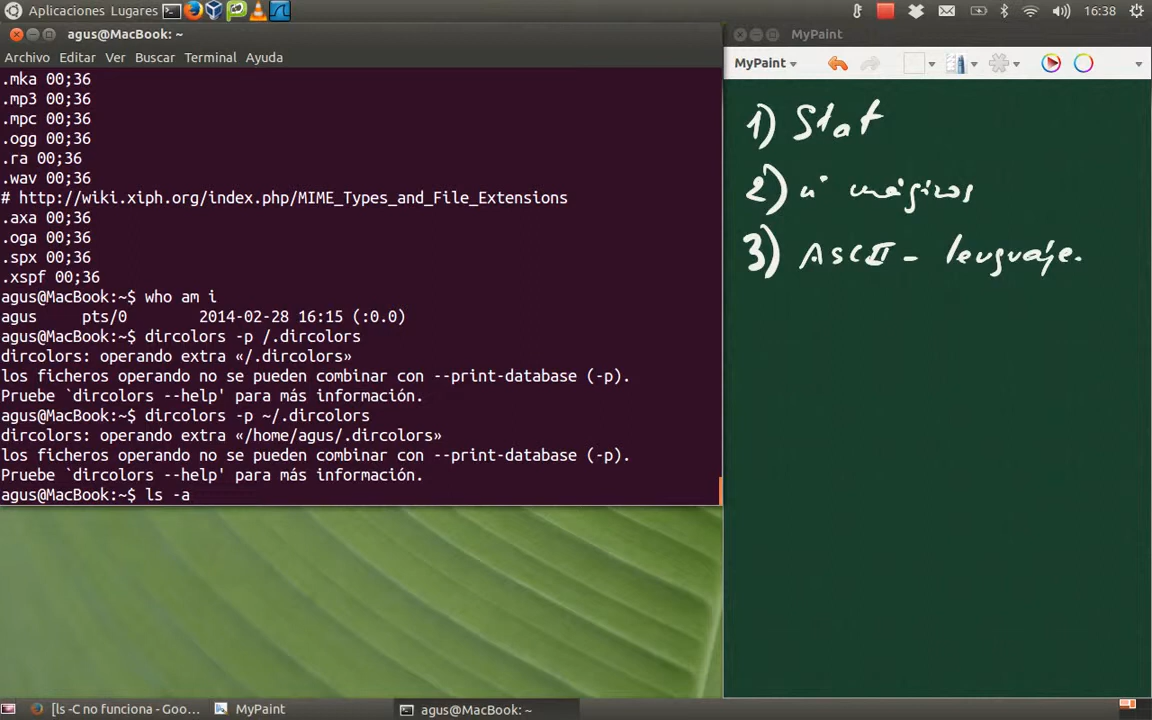 Aplicaciones Lugares 16:38
agus@MacBook: ~
Archivo Editar Ver Buscar Terminal Ayuda
.mka 00;36
.mp3 00;36
.mpc 00;36
.ogg 00;36
.ra 00;36
.wav 00;36
# http://wiki.xiph.org/index.php/MIME_Types_and_File_Extensions
.axa 00;36
.oga 00;36
.spx 00;36
.xspf 00;36
agus@MacBook:~$ who am i
agus pts/0 2014-02-28 16:15 (:0.0)
agus@MacBook:~$ dircolors -p /.dircolors
dircolors: operando extra «/.dircolors»
los ficheros operando no se pueden combinar con --print-database (-p).
Pruebe `dircolors --help' para más información.
agus@MacBook:~$ dircolors -p ~/.dircolors
dircolors: operando extra «/home/agus/.dircolors»
los ficheros operando no se pueden combinar con --print-database (-p).
Pruebe `dircolors --help' para más información.
agus@MacBook:~$ ls -a
MyPaint
MyPaint
1) Stat
2) nº mágicos
3) ASCII - lenguaje.
[ls -C no funciona - Goo... MyPaint agus@MacBook: ~